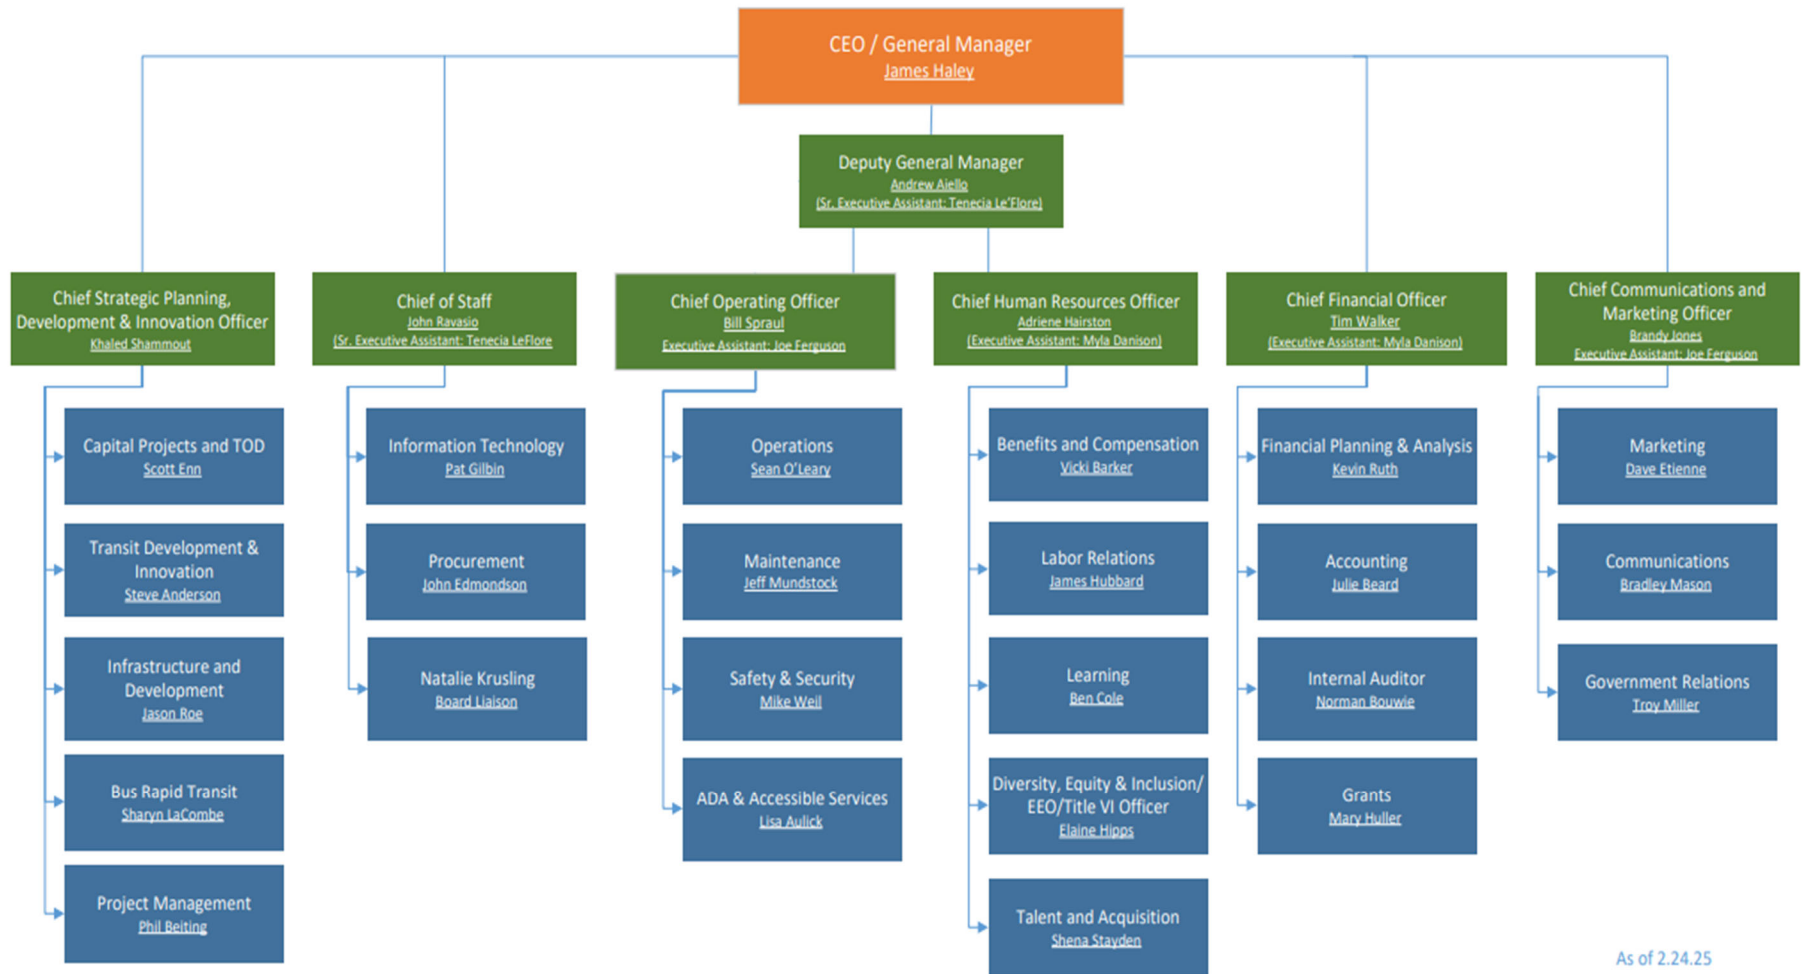 CEO / General Manager
James Haley
Deputy General Manager
Andrew Aiello
(Sr. Executive Assistant: Tenecia Le'Flore)
Chief Strategic Planning,
Development & Innovation Officer
Khaled Shammout
Chief of Staff
John Ravasio
(Sr. Executive Assistant: Tenecia LeFlore
Chief Operating Officer
Bill Spraul
Executive Assistant: Joe Ferguson
Chief Human Resources Officer
Adriene Hairston
(Executive Assistant: Myla Danison)
Chief Financial Officer
Tim Walker
(Executive Assistant: Myla Danison)
Chief Communications and
Marketing Officer
Brandy Jones
Executive Assistant: Joe Ferguson
Capital Projects and TOD
Scott Enn
Transit Development &
Innovation
Steve Anderson
Infrastructure and
Development
Jason Roe
Bus Rapid Transit
Sharyn LaCombe
Project Management
Phil Beiting
Information Technology
Pat Gilbin
Procurement
John Edmondson
Natalie Krusling
Board Liaison
Operations
Sean O'Leary
Maintenance
Jeff Mundstock
Safety & Security
Mike Weil
ADA & Accessible Services
Lisa Aulick
Benefits and Compensation
Vicki Barker
Labor Relations
James Hubbard
Learning
Ben Cole
Diversity, Equity & Inclusion/
EEO/Title VI Officer
Elaine Hipps
Talent and Acquisition
Shena Stayden
Financial Planning & Analysis
Kevin Ruth
Accounting
Julie Beard
Internal Auditor
Norman Bouwie
Grants
Mary Huller
Marketing
Dave Etienne
Communications
Bradley Mason
Government Relations
Troy Miller
As of 2.24.25